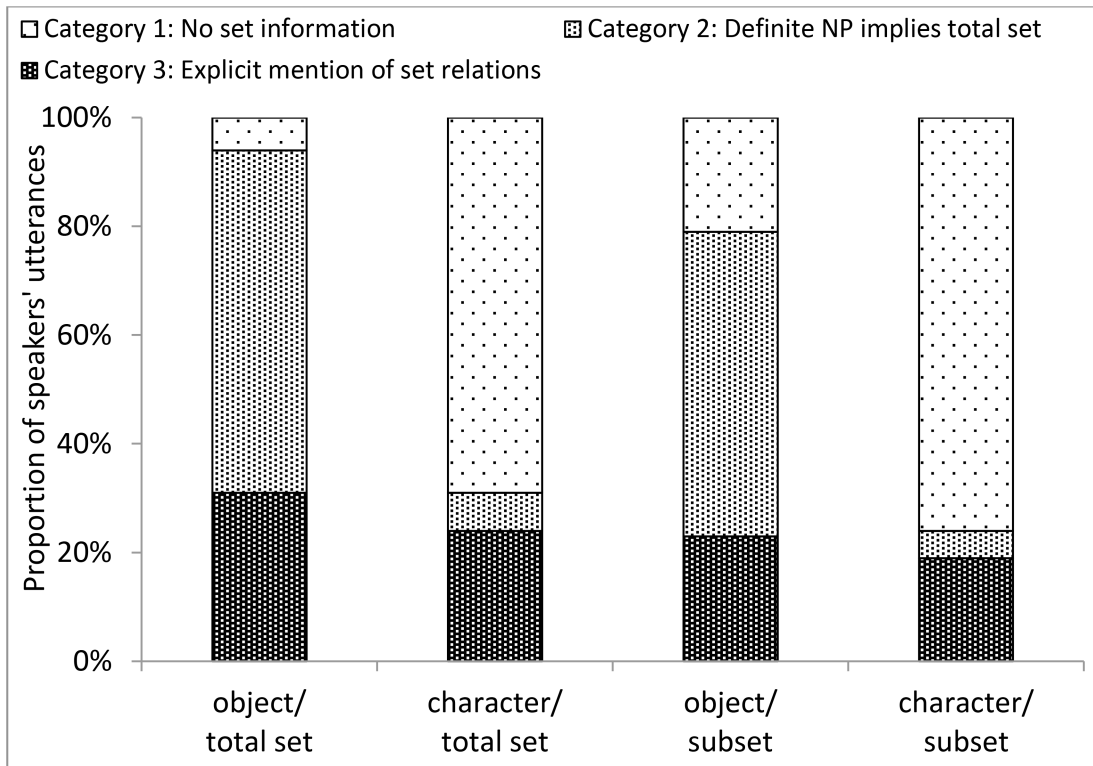 Category 1: No set information
Category 2: Definite NP implies total set
Category 3: Explicit mention of set relations
Proportion of speakers' utterances
100%
80%
60%
40%
20%
0%
object/
total set
character/
total set
object/
subset
character/
subset